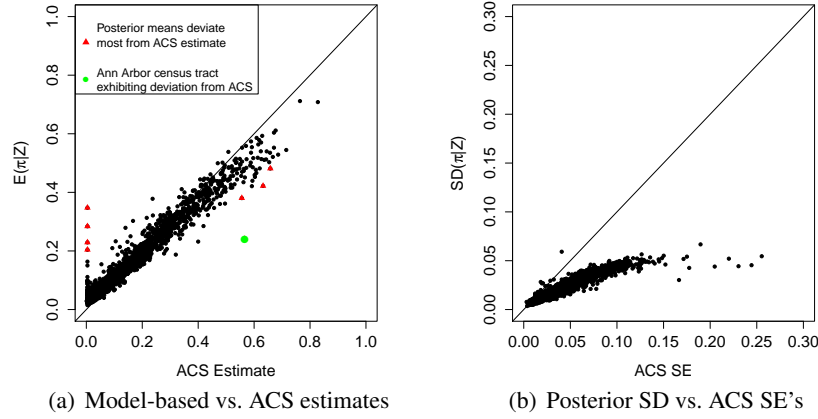 Posterior means deviate
most from ACS estimate
Ann Arbor census tract
exhibiting deviation from ACS
E(π|Z)
0.0 0.2 0.4 0.6 0.8 1.0
0.0 0.2 0.4 0.6 0.8 1.0
ACS Estimate
(a) Model-based vs. ACS estimates
SD(π|Z)
0.00 0.05 0.10 0.15 0.20 0.25 0.30
0.00 0.05 0.10 0.15 0.20 0.25 0.30
ACS SE
(b) Posterior SD vs. ACS SE's